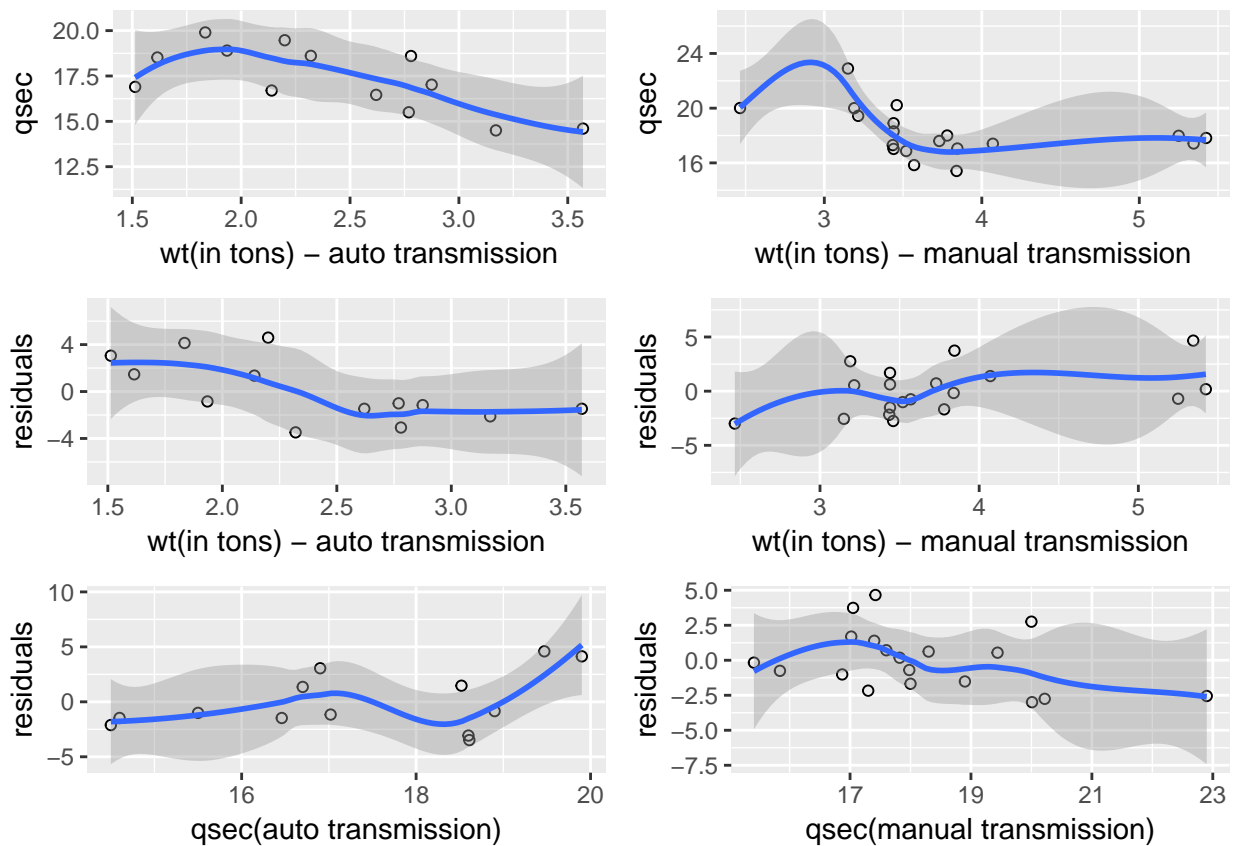 20.0
17.5
15.0
12.5
qsec
1.5 2.0 2.5 3.0 3.5
wt(in tons) − auto transmission
24
20
16
qsec
3 4 5
wt(in tons) − manual transmission
4
0
−4
residuals
1.5 2.0 2.5 3.0 3.5
wt(in tons) − auto transmission
5
0
−5
residuals
3 4 5
wt(in tons) − manual transmission
10
5
0
−5
residuals
16 18 20
qsec(auto transmission)
5.0
2.5
0.0
−2.5
−5.0
−7.5
residuals
17 19 21 23
qsec(manual transmission)